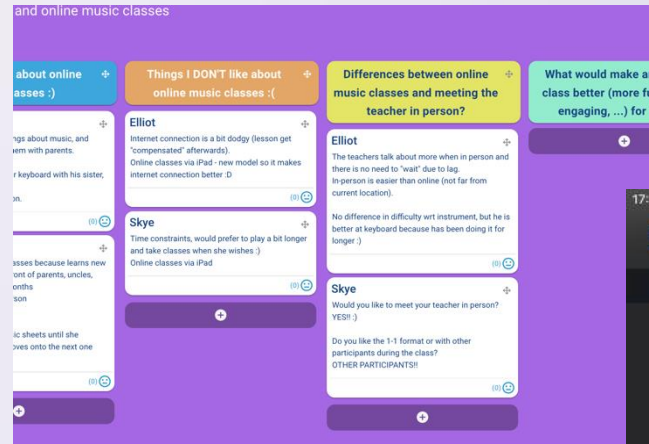 and online music classes
about online
asses :)
ngs about music, and
em with parents.
r keyboard with his sister,
on.
(0)
asses because learns new
ont of parents, uncles,
onths
son
ic sheets until she
oves onto the next one
(0)
Things I DON'T like about
online music classes :(
Elliot
Internet connection is a bit dodgy (lesson get
"compensated" afterwards).
Online classes via iPad - new model so it makes
internet connection better :D
(0)
Skye
Time constraints, would prefer to play a bit longer
and take classes when she wishes :)
Online classes via iPad
(0)
Differences between online
music classes and meeting the
teacher in person?
Elliot
The teachers talk about more when in person and
there is no need to "wait" due to lag.
In-person is easier than online (not far from
current location).
No difference in difficulty wrt instrument, but he is
better at keyboard because has been doing it for
longer :)
(0)
Skye
Would you like to meet your teacher in person?
YES!! :)
Do you like the 1-1 format or with other
participants during the class?
OTHER PARTICIPANTS!!
(0)
What would make a
class better (more fu
engaging, ...) for
17: